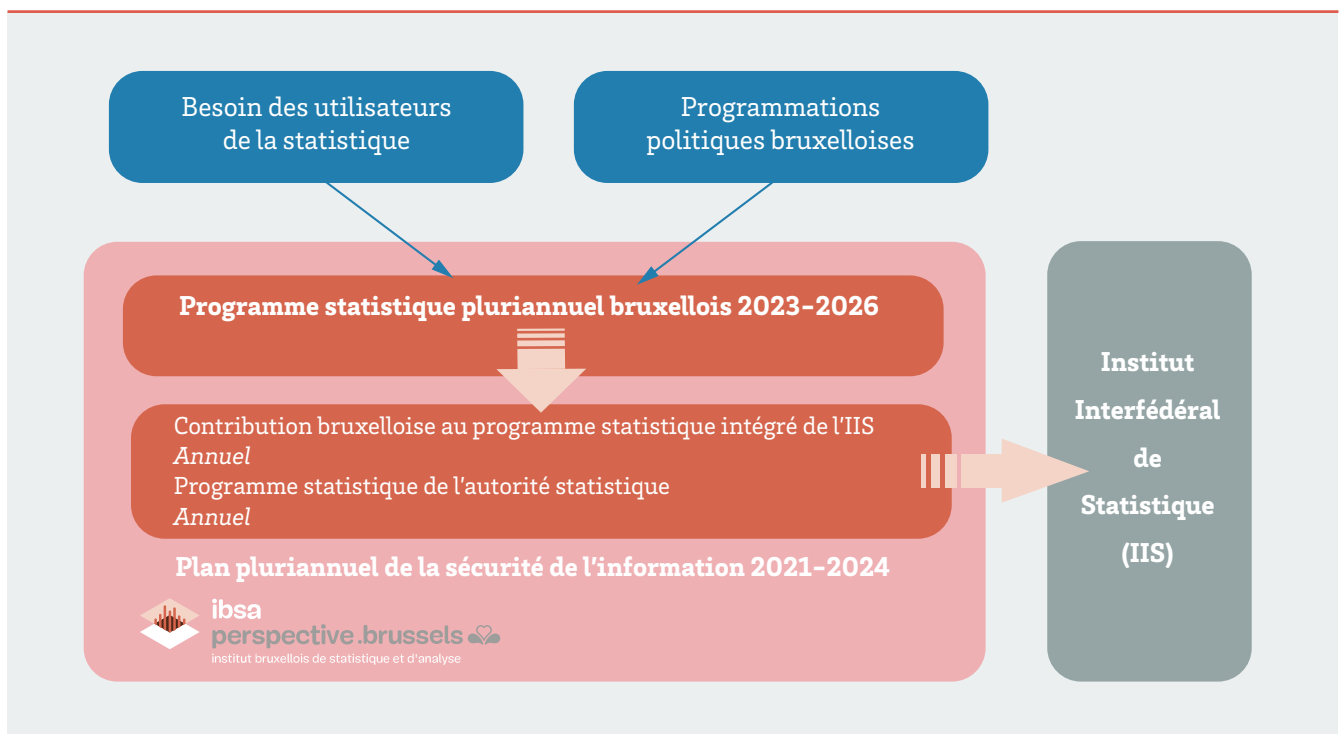 Besoin des utilisateurs
de la statistique
Programmations
politiques bruxelloises
Programme statistique pluriannuel bruxellois 2023–2026
Contribution bruxelloise au programme statistique intégré de l'IIS
Annuel
Programme statistique de l'autorité statistique
Annuel
Plan pluriannuel de la sécurité de l'information 2021–2024
ibsa
perspective.brussels
institut bruxellois de statistique et d'analyse
Institut
Interfédéral
de
Statistique
(IIS)